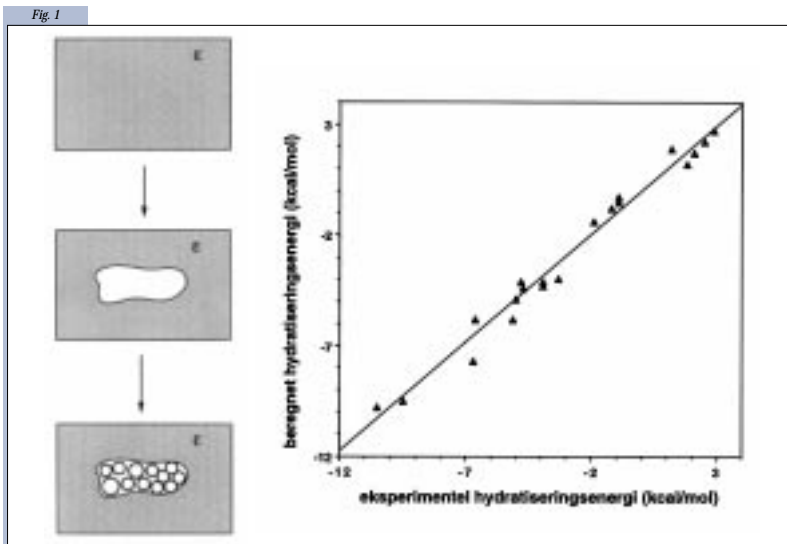 Fig. 1
ε
ε
ε
beregnet hydratiseringsenergi (kcal/mol)
3
-2
-7
-12
-12
-7
-2
3
eksperimentel hydratiseringsenergi (kcal/mol)